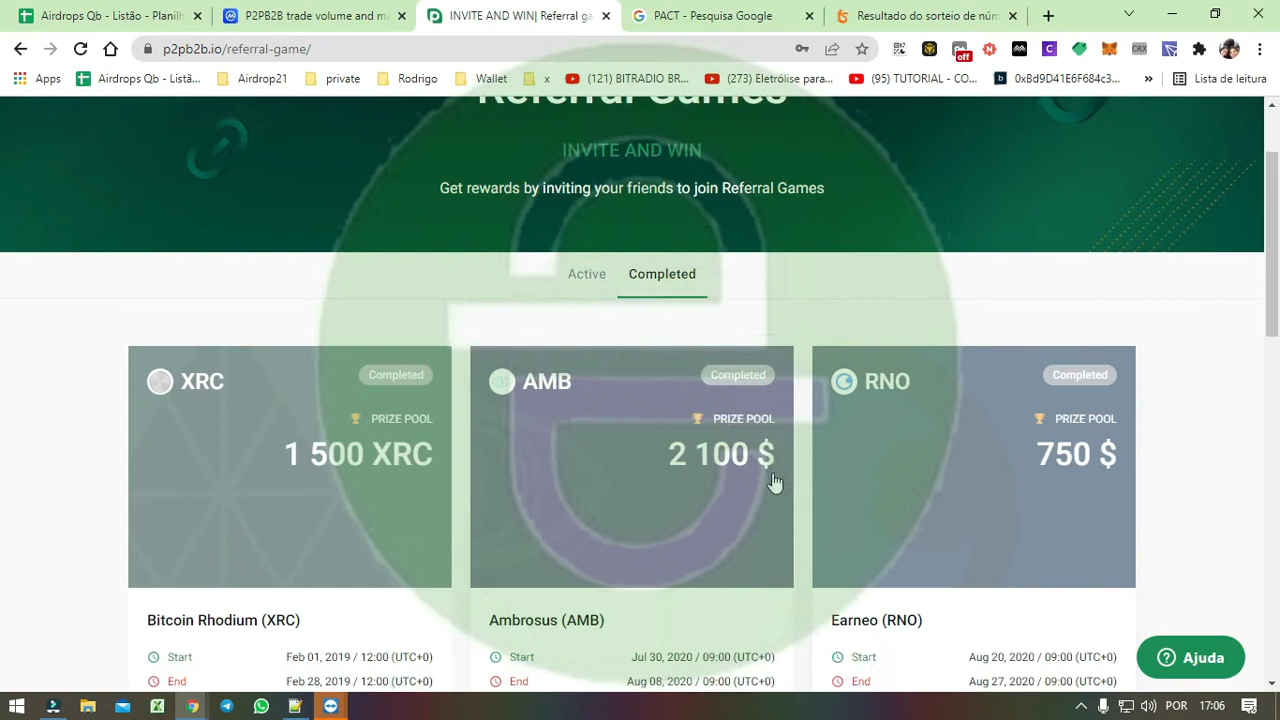 Airdrops Qb - Listão - Planilh
P2PB2B trade volume and ma
INVITE AND WIN| Referral ga
PACT - Pesquisa Google
Resultado do sorteio de núm
p2pb2b.io/referral-game/
off
CRX
Apps
Airdrops Qb - Listã...
Airdrop21
private
Rodrigo
Wallet
x
(121) BITRADIO BR...
(273) Eletrólise para...
(95) TUTORIAL - CO...
0xBd9D41E6F684c3...
»
Lista de leitura
Referral Games
INVITE AND WIN
Get rewards by inviting your friends to join Referral Games
Active
Completed
XRC
Completed
PRIZE POOL
1 500 XRC
Bitcoin Rhodium (XRC)
Start
Feb 01, 2019 / 12:00 (UTC+0)
End
Feb 28, 2019 / 12:00 (UTC+0)
AMB
Completed
PRIZE POOL
2 100 $
Ambrosus (AMB)
Start
Jul 30, 2020 / 09:00 (UTC+0)
End
Aug 08, 2020 / 09:00 (UTC+0)
RNO
Completed
PRIZE POOL
750 $
Earneo (RNO)
Start
Aug 20, 2020 / 09:00 (UTC+0)
End
Aug 27, 2020 / 09:00 (UTC+0)
Ajuda
POR
17:06